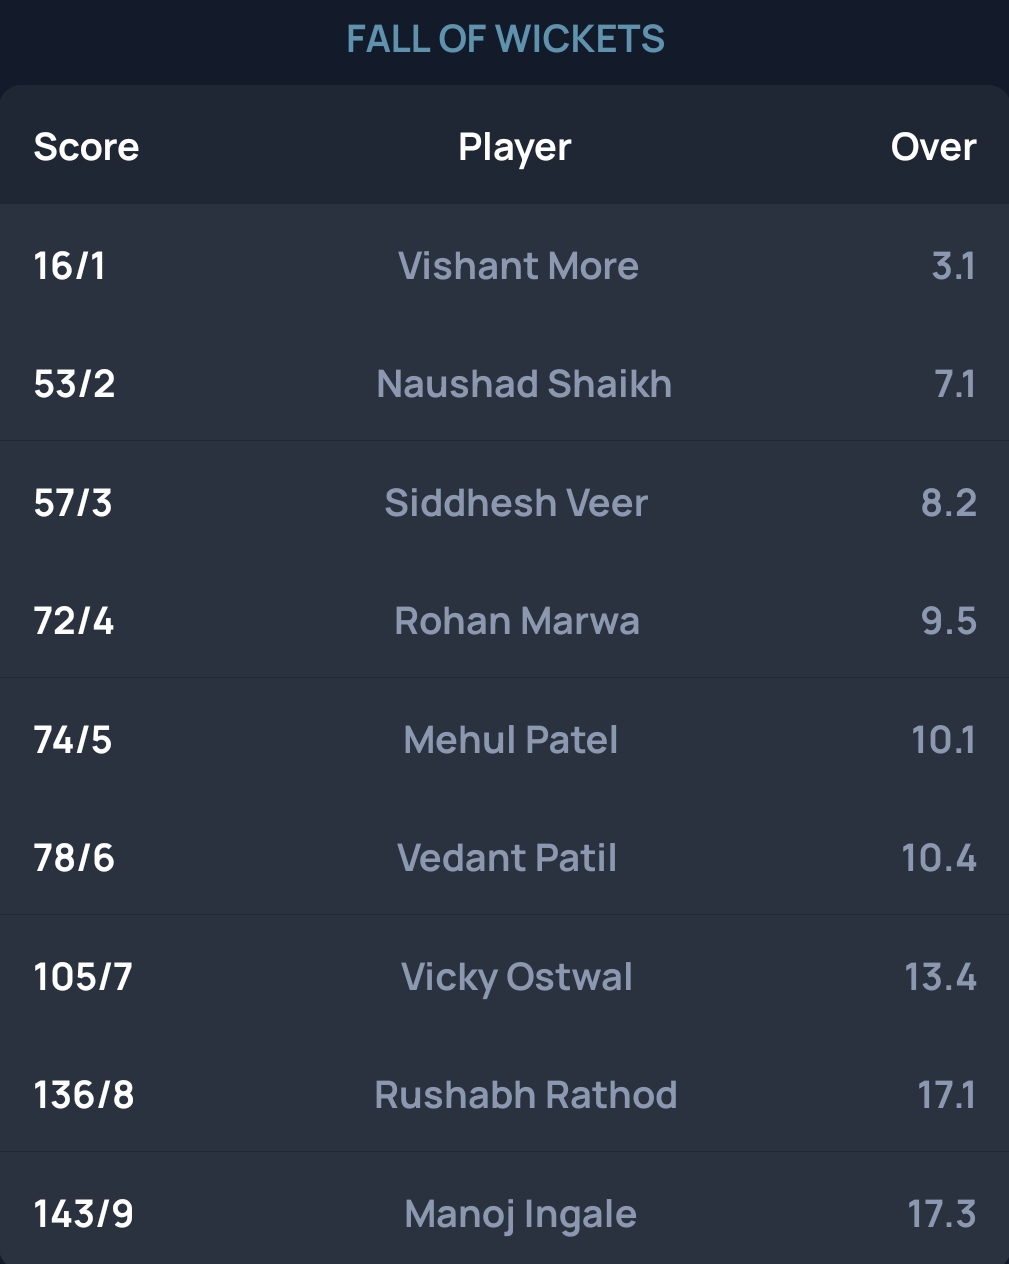 FALL OF WICKETS
Score Player Over
16/1 Vishant More 3.1
53/2 Naushad Shaikh 7.1
57/3 Siddhesh Veer 8.2
72/4 Rohan Marwa 9.5
74/5 Mehul Patel 10.1
78/6 Vedant Patil 10.4
105/7 Vicky Ostwal 13.4
136/8 Rushabh Rathod 17.1
143/9 Manoj Ingale 17.3